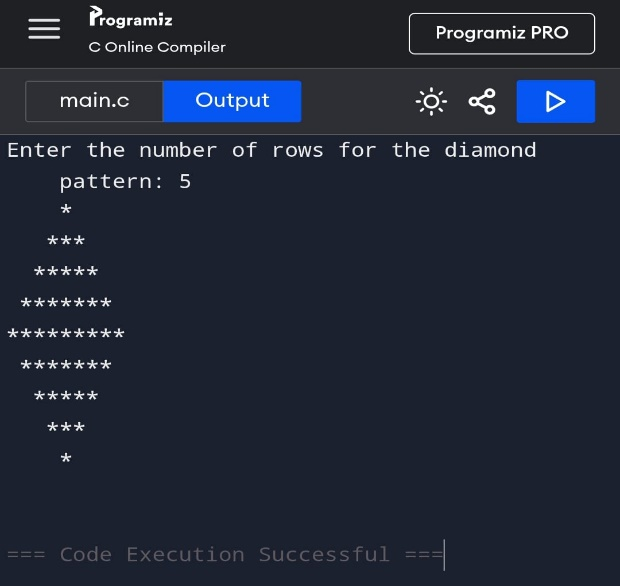 Programiz
C Online Compiler
Programiz PRO
main.c
Output
Enter the number of rows for the diamond
    pattern: 5
    *
   ***
  *****
 *******
*********
 *******
  *****
   ***
    *
=== Code Execution Successful ===